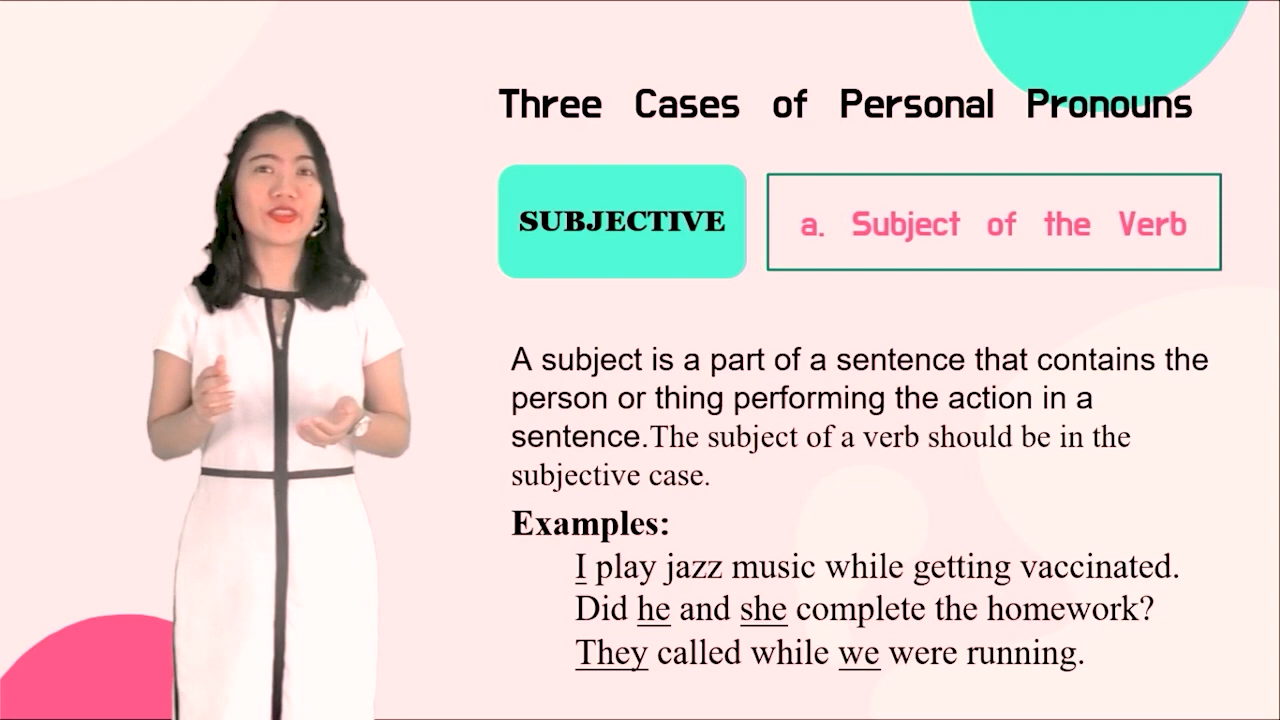 Three Cases of Personal Pronouns
SUBJECTIVE
a. Subject of the Verb
A subject is a part of a sentence that contains the
person or thing performing the action in a
sentence.The subject of a verb should be in the
subjective case.
Examples:
I play jazz music while getting vaccinated.
Did he and she complete the homework?
They called while we were running.